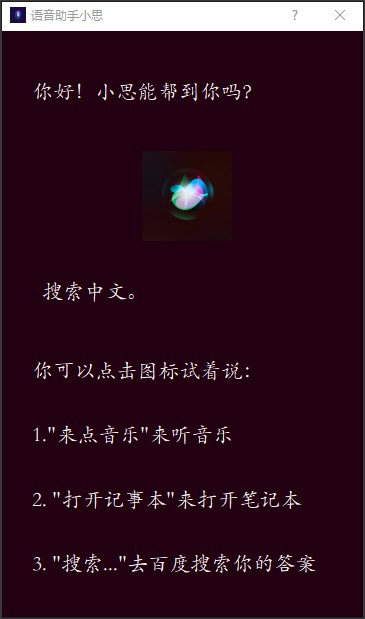 语音助手小思
你好！小思能帮到你吗？
搜索中文。
你可以点击图标试着说：
1."来点音乐"来听音乐
2. "打开记事本"来打开笔记本
3. "搜索..."去百度搜索你的答案